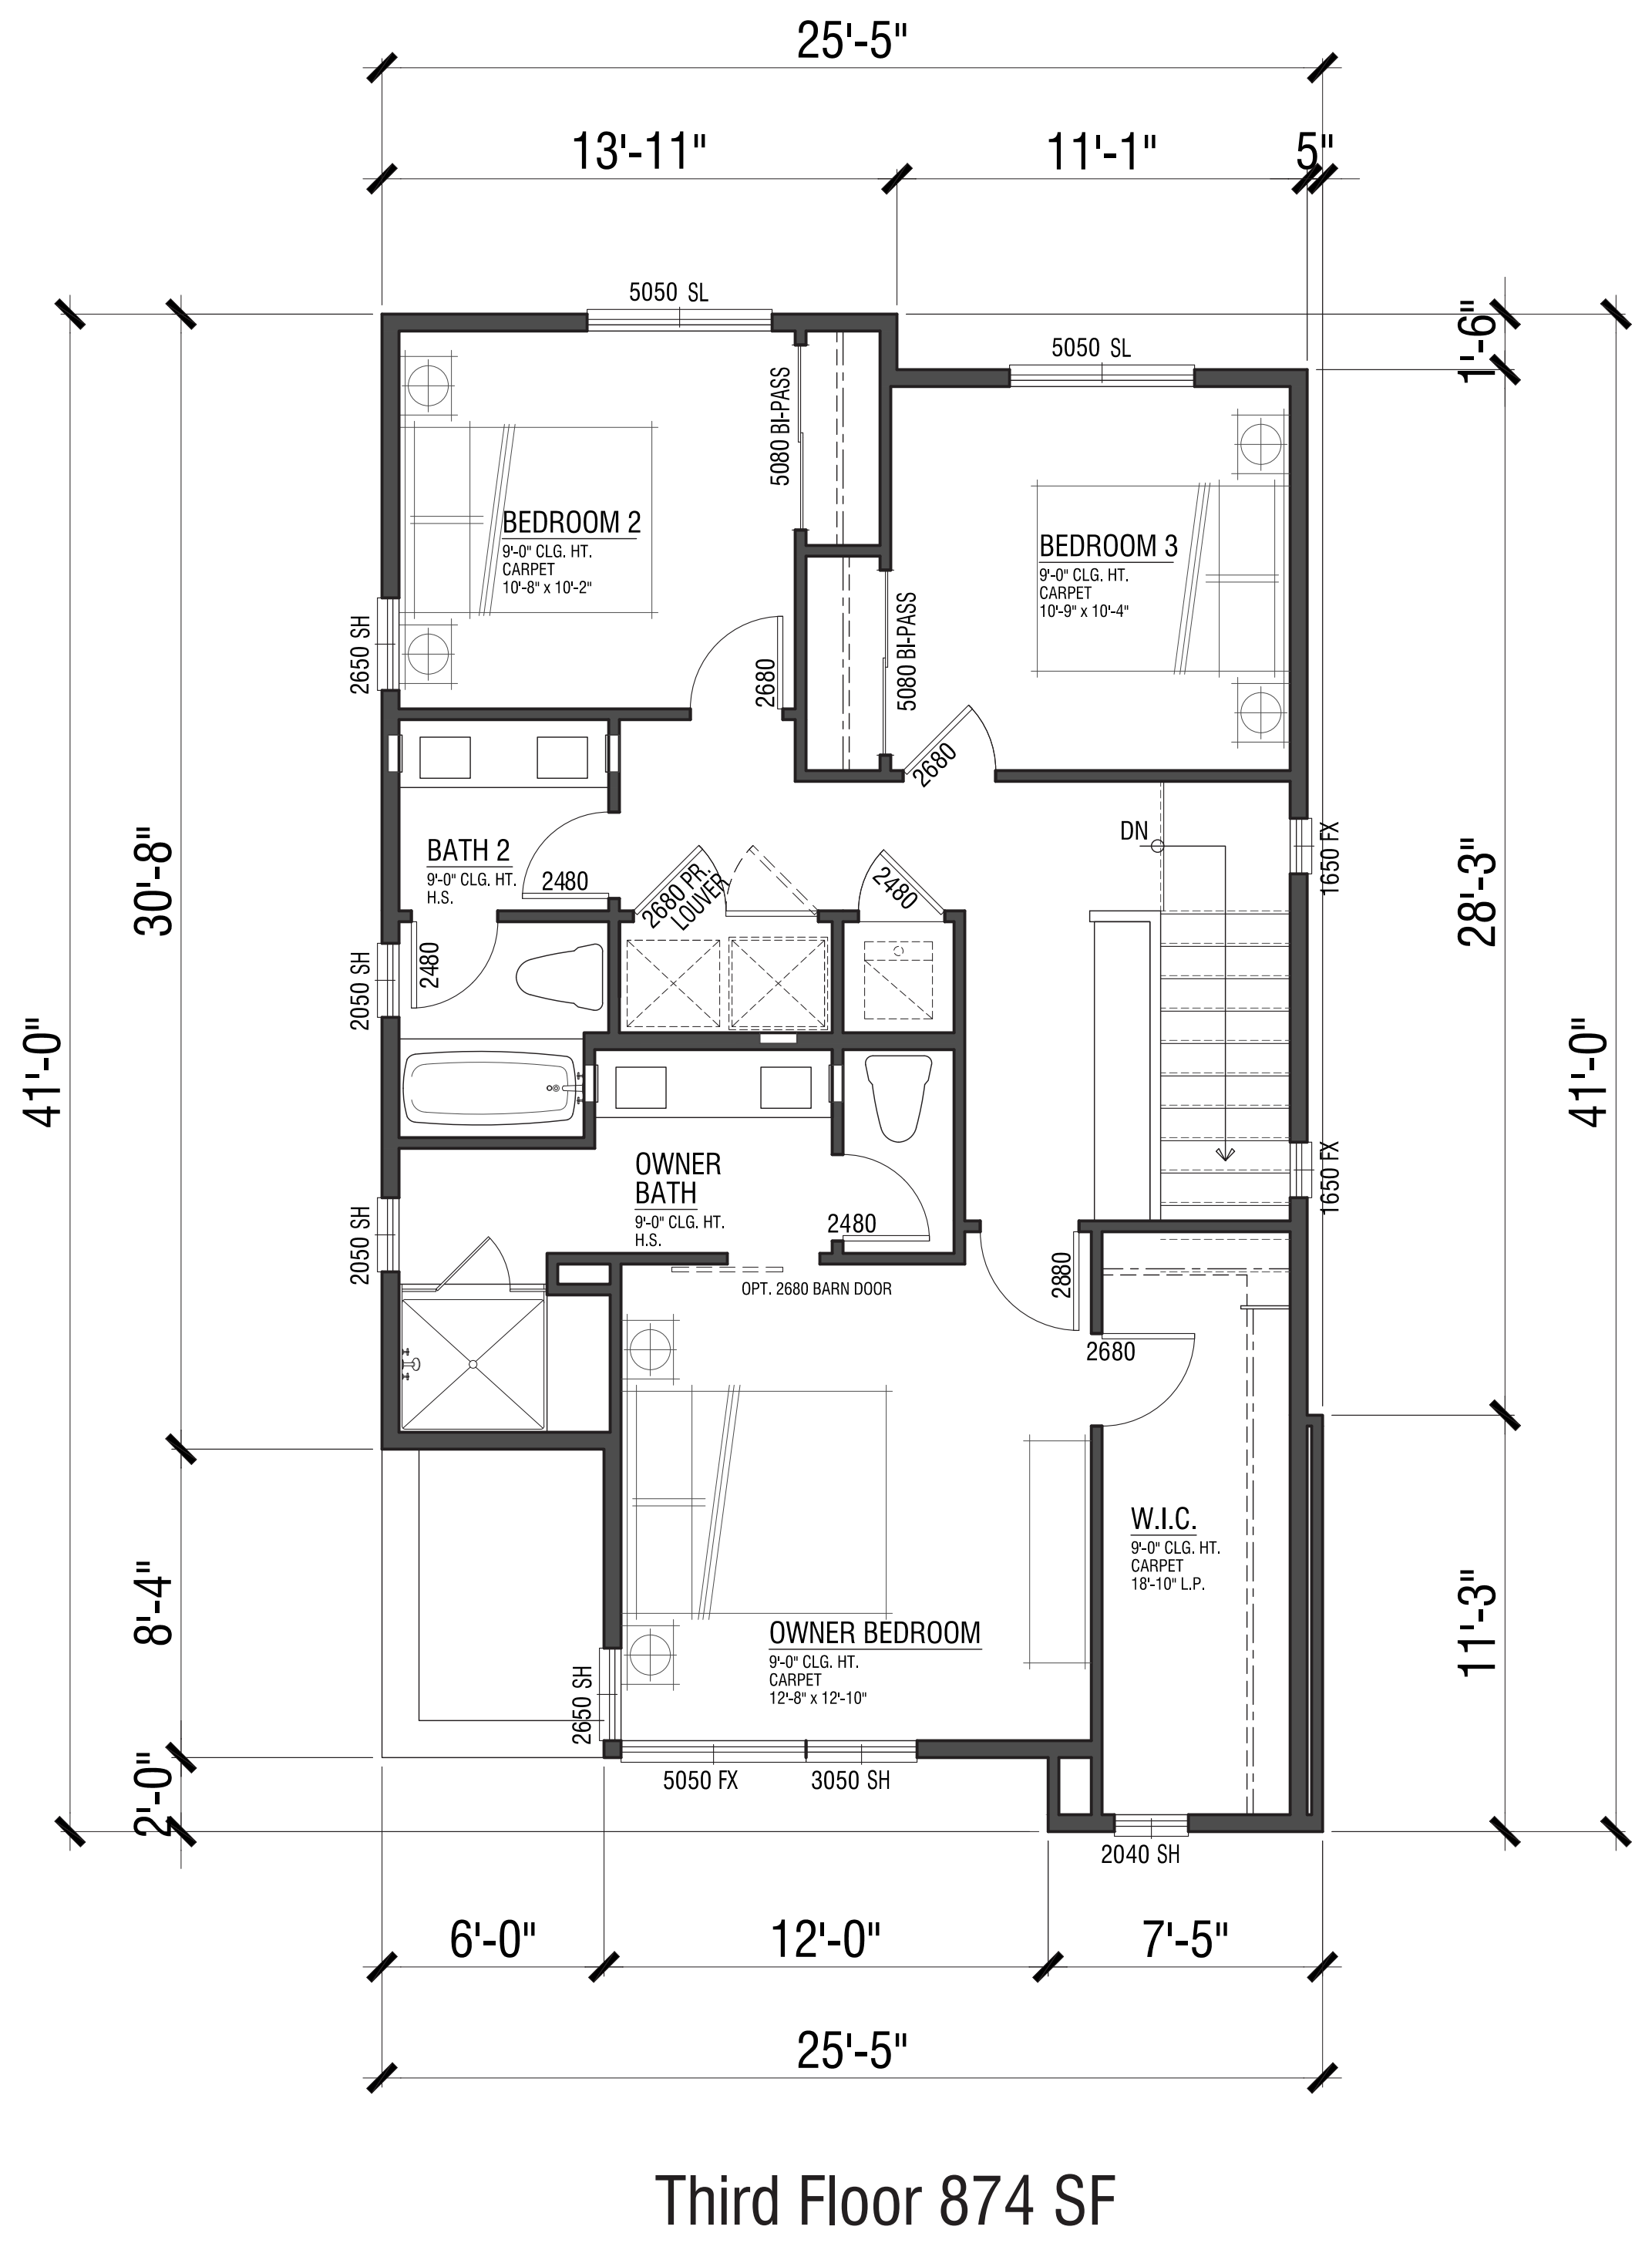 25'-5"
13'-11"
11'-1"
5"
5050 SL
1'-6"
5050 SL
5080 BI-PASS
BEDROOM 2
9'-0" CLG. HT.
CARPET
10'-8" x 10'-2"
BEDROOM 3
9'-0" CLG. HT.
CARPET
10'-9" x 10'-4"
2650 SH
2680
5080 BI-PASS
2680
DN
1650 FX
30'-8"
28'-3"
BATH 2
9'-0" CLG. HT.
H.S.
2480
2680 PR.
LOUVER
2480
2480
2050 SH
41'-0"
41'-0"
OWNER
BATH
9'-0" CLG. HT.
H.S.
2480
1650 FX
2050 SH
OPT. 2680 BARN DOOR
2880
2680
W.I.C.
9'-0" CLG. HT.
CARPET
18'-10" L.P.
8'-4"
11'-3"
OWNER BEDROOM
9'-0" CLG. HT.
CARPET
12'-8" x 12'-10"
2650 SH
2'-0"
5050 FX
3050 SH
2040 SH
6'-0"
12'-0"
7'-5"
25'-5"
Third Floor 874 SF